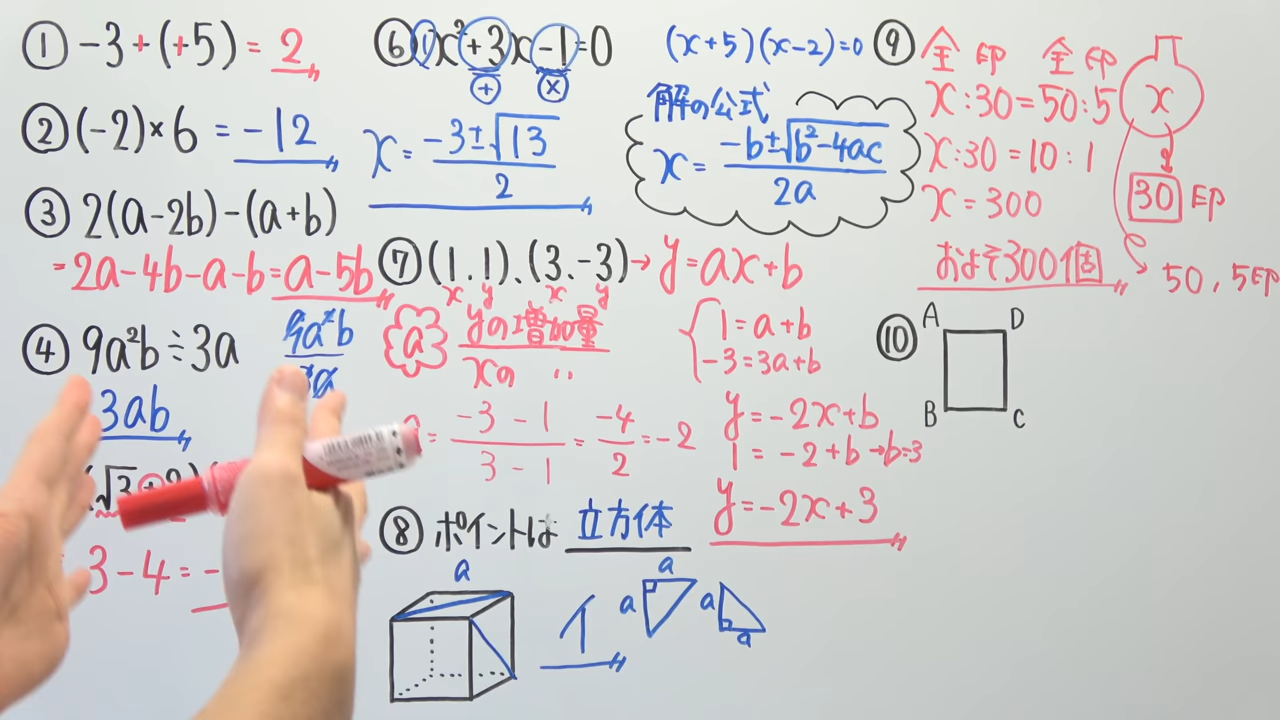 ① -3+(+5) = 2
② (-2)×6 = -12
③ 2(a-2b)-(a+b)
=2a-4b-a-b=a-5b
④ 9a²b÷3a
9a²b
3a
3ab
3-4=-
⑥ 1x²+3x-1=0
+ ×
(x+5)(x-2)=0
x= -3±√13 / 2
解の公式
x= -b±√b²-4ac / 2a
⑦ (1.1).(3.-3)→y=ax+b
x y x y
a yの増加量
xの 〃
1=a+b
-3=3a+b
= -3-1 / 3-1 = -4 / 2 = -2
y=-2x+b
1=-2+b→b=3
y=-2x+3
⑧ ポイントは 立方体
a
イ
a
a
a
a
⑨ 全 印 全 印
x:30=50:5
x
x:30=10:1
x=300
30 印
およそ300個
50, 5印
⑩
A D
B C